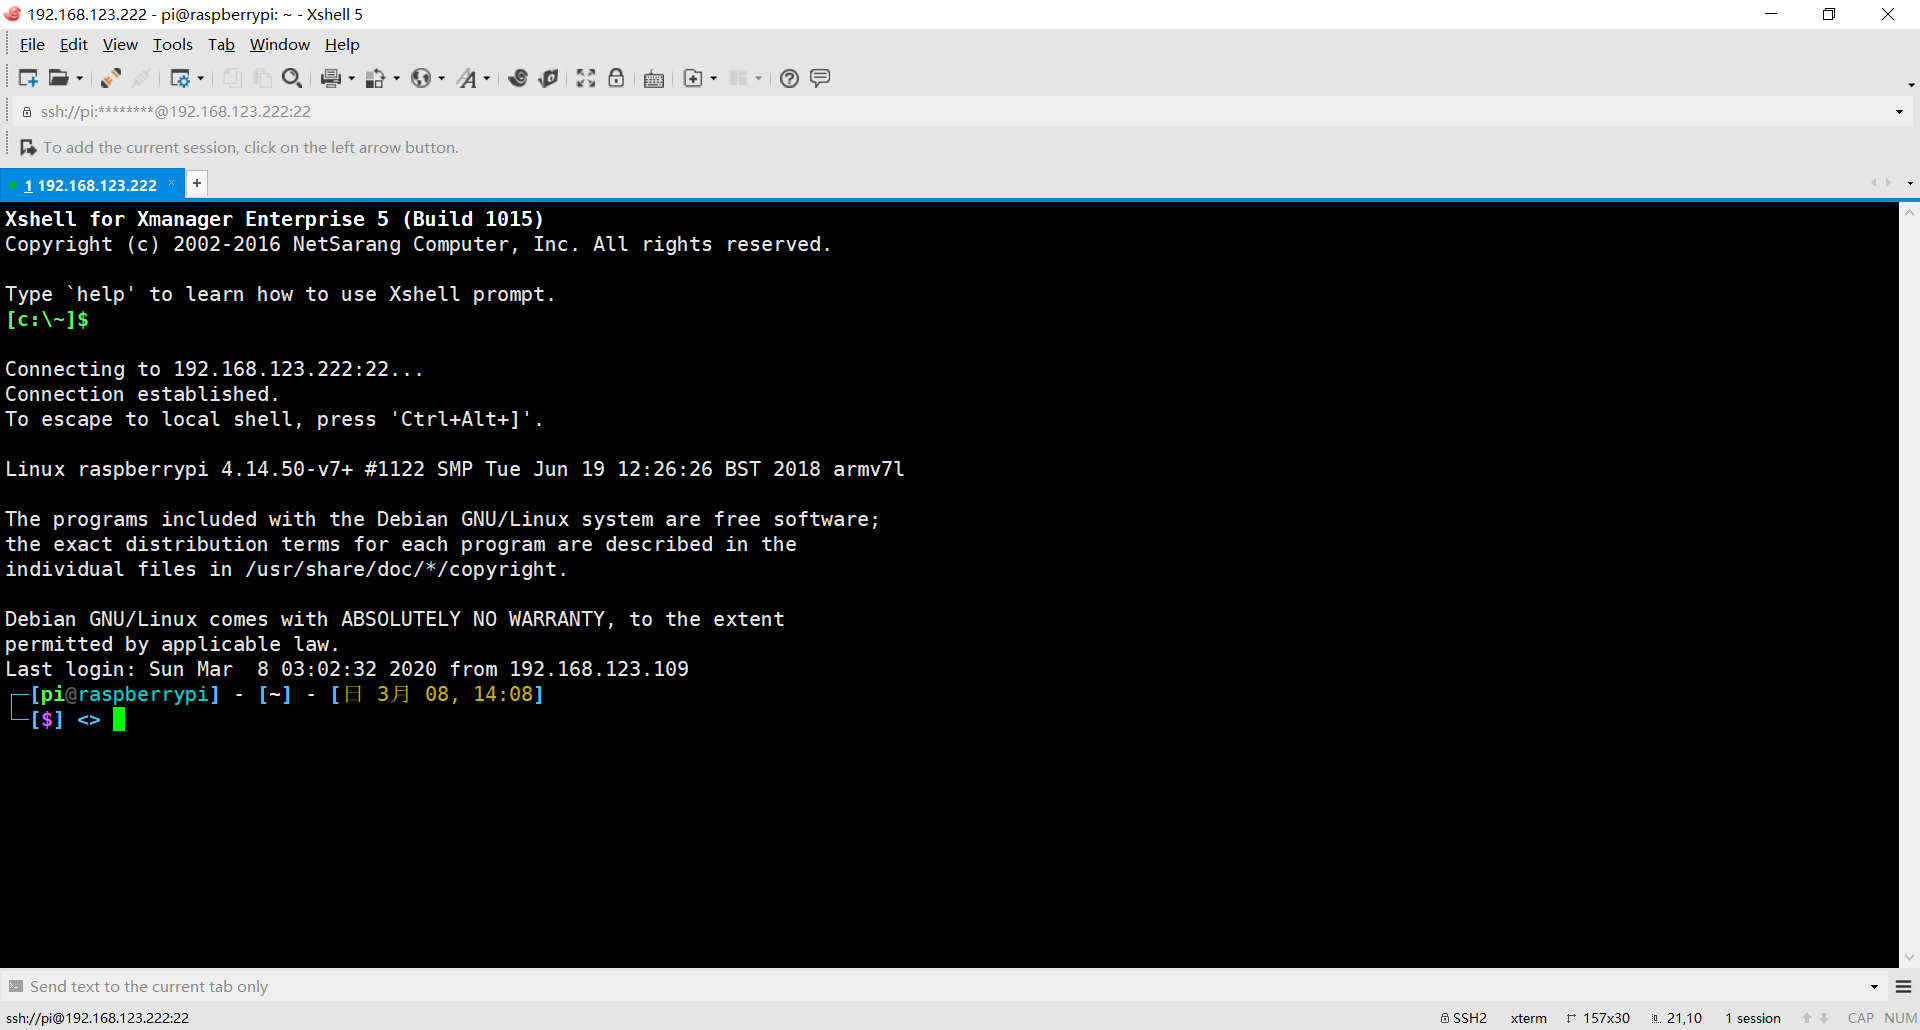 192.168.123.222 - pi@raspberrypi: ~ - Xshell 5
File Edit View Tools Tab Window Help
ssh://pi:********@192.168.123.222:22
To add the current session, click on the left arrow button.
1 192.168.123.222 × +
Xshell for Xmanager Enterprise 5 (Build 1015)
Copyright (c) 2002-2016 NetSarang Computer, Inc. All rights reserved.
Type `help' to learn how to use Xshell prompt.
[c:\~]$
Connecting to 192.168.123.222:22...
Connection established.
To escape to local shell, press 'Ctrl+Alt+]'.
Linux raspberrypi 4.14.50-v7+ #1122 SMP Tue Jun 19 12:26:26 BST 2018 armv7l
The programs included with the Debian GNU/Linux system are free software;
the exact distribution terms for each program are described in the
individual files in /usr/share/doc/*/copyright.
Debian GNU/Linux comes with ABSOLUTELY NO WARRANTY, to the extent
permitted by applicable law.
Last login: Sun Mar  8 03:02:32 2020 from 192.168.123.109
┌─[pi@raspberrypi] - [~] - [日 3月 08, 14:08]
└─[$] <>
Send text to the current tab only
ssh://pi@192.168.123.222:22 SSH2 xterm 157x30 21,10 1 session CAP NUM